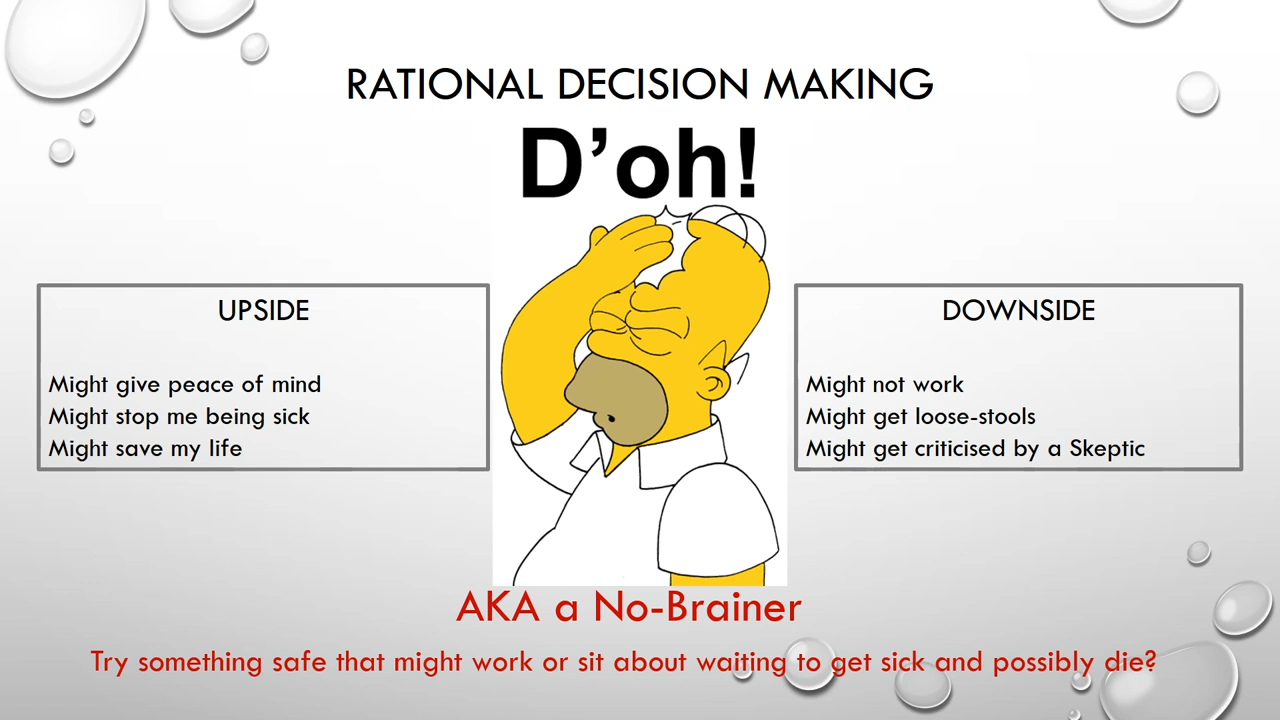 RATIONAL DECISION MAKING
D'oh!
UPSIDE
Might give peace of mind
Might stop me being sick
Might save my life
DOWNSIDE
Might not work
Might get loose-stools
Might get criticised by a Skeptic
AKA a No-Brainer
Try something safe that might work or sit about waiting to get sick and possibly die?